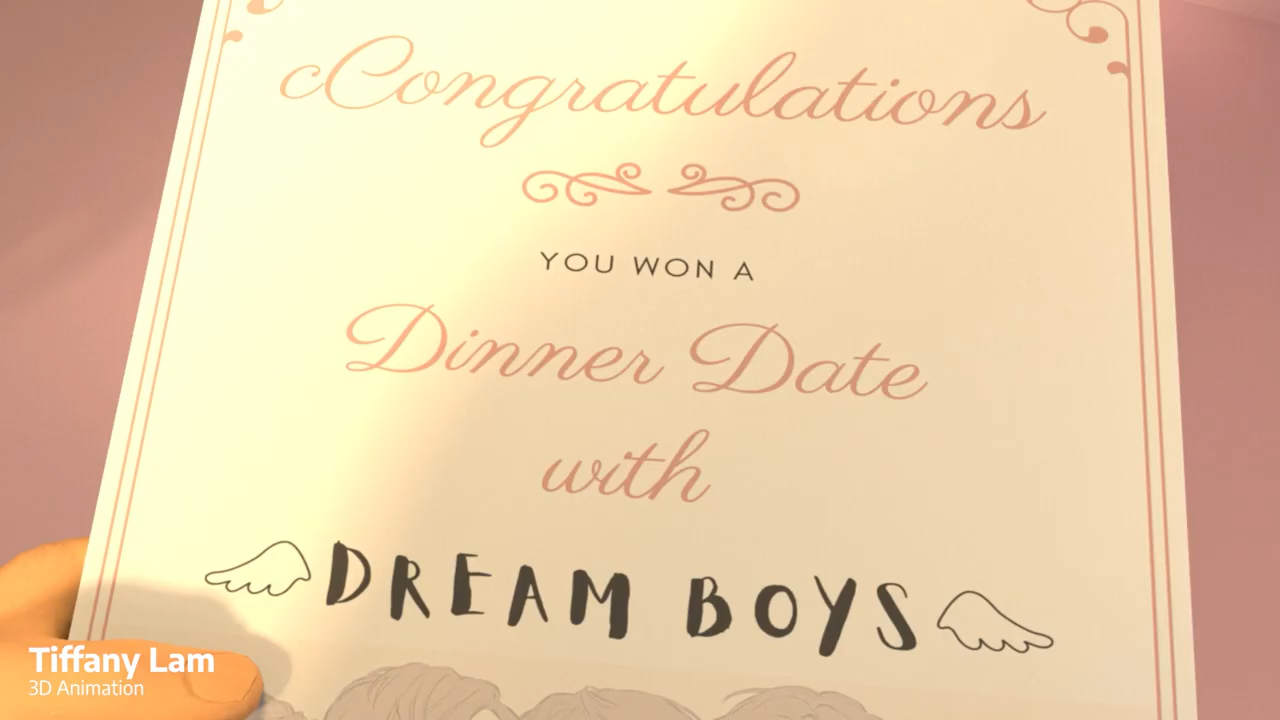 Congratulations
YOU WON A
Dinner Date
with
DREAM BOYS
Tiffany Lam
3D Animation